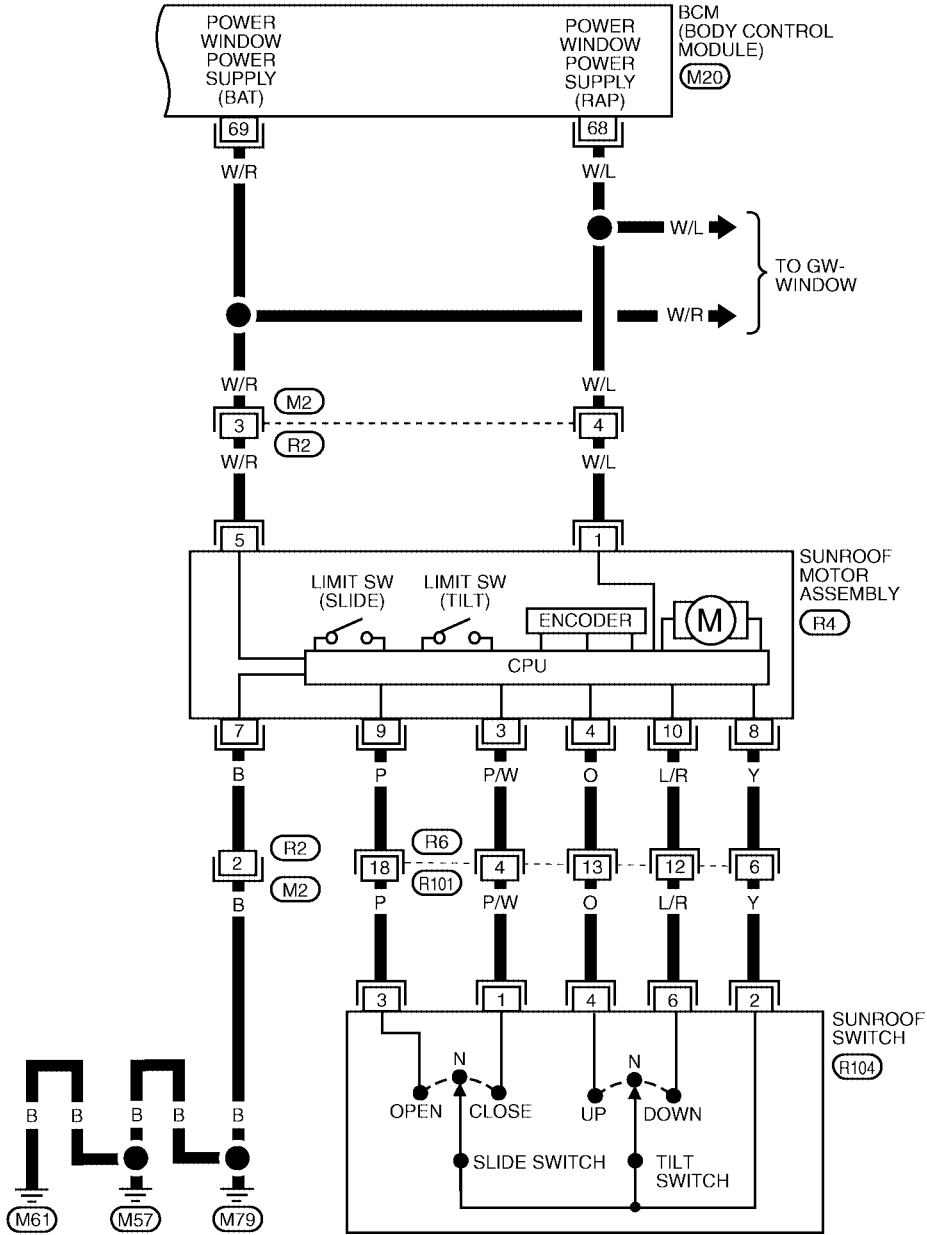 POWER
WINDOW
POWER
SUPPLY
(BAT)
POWER
WINDOW
POWER
SUPPLY
(RAP)
BCM
(BODY CONTROL
MODULE)
M20
69
68
W/R
W/L
W/L
TO GW-
WINDOW
W/R
W/R
W/L
M2
3
4
R2
W/R
W/L
5
1
SUNROOF
MOTOR
ASSEMBLY
R4
LIMIT SW
(SLIDE)
LIMIT SW
(TILT)
ENCODER
M
CPU
7
9
3
4
10
8
B
P
P/W
O
L/R
Y
R2
R6
2
18
4
13
12
6
M2
R101
B
P
P/W
O
L/R
Y
3
1
4
6
2
SUNROOF
SWITCH
R104
N
N
OPEN
CLOSE
UP
DOWN
B
B
B
B
B
SLIDE SWITCH
TILT
SWITCH
M61
M57
M79